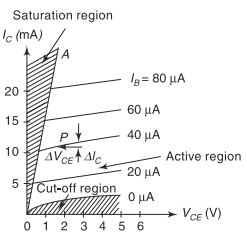 Saturation region
I_C (mA)
A
I_B = 80 μA
20
60 μA
15
P
40 μA
10
ΔV_CE ΔI_C
Active region
20 μA
5
Cut-off region
0 μA
V_CE (V)
0 1 2 3 4 5 6